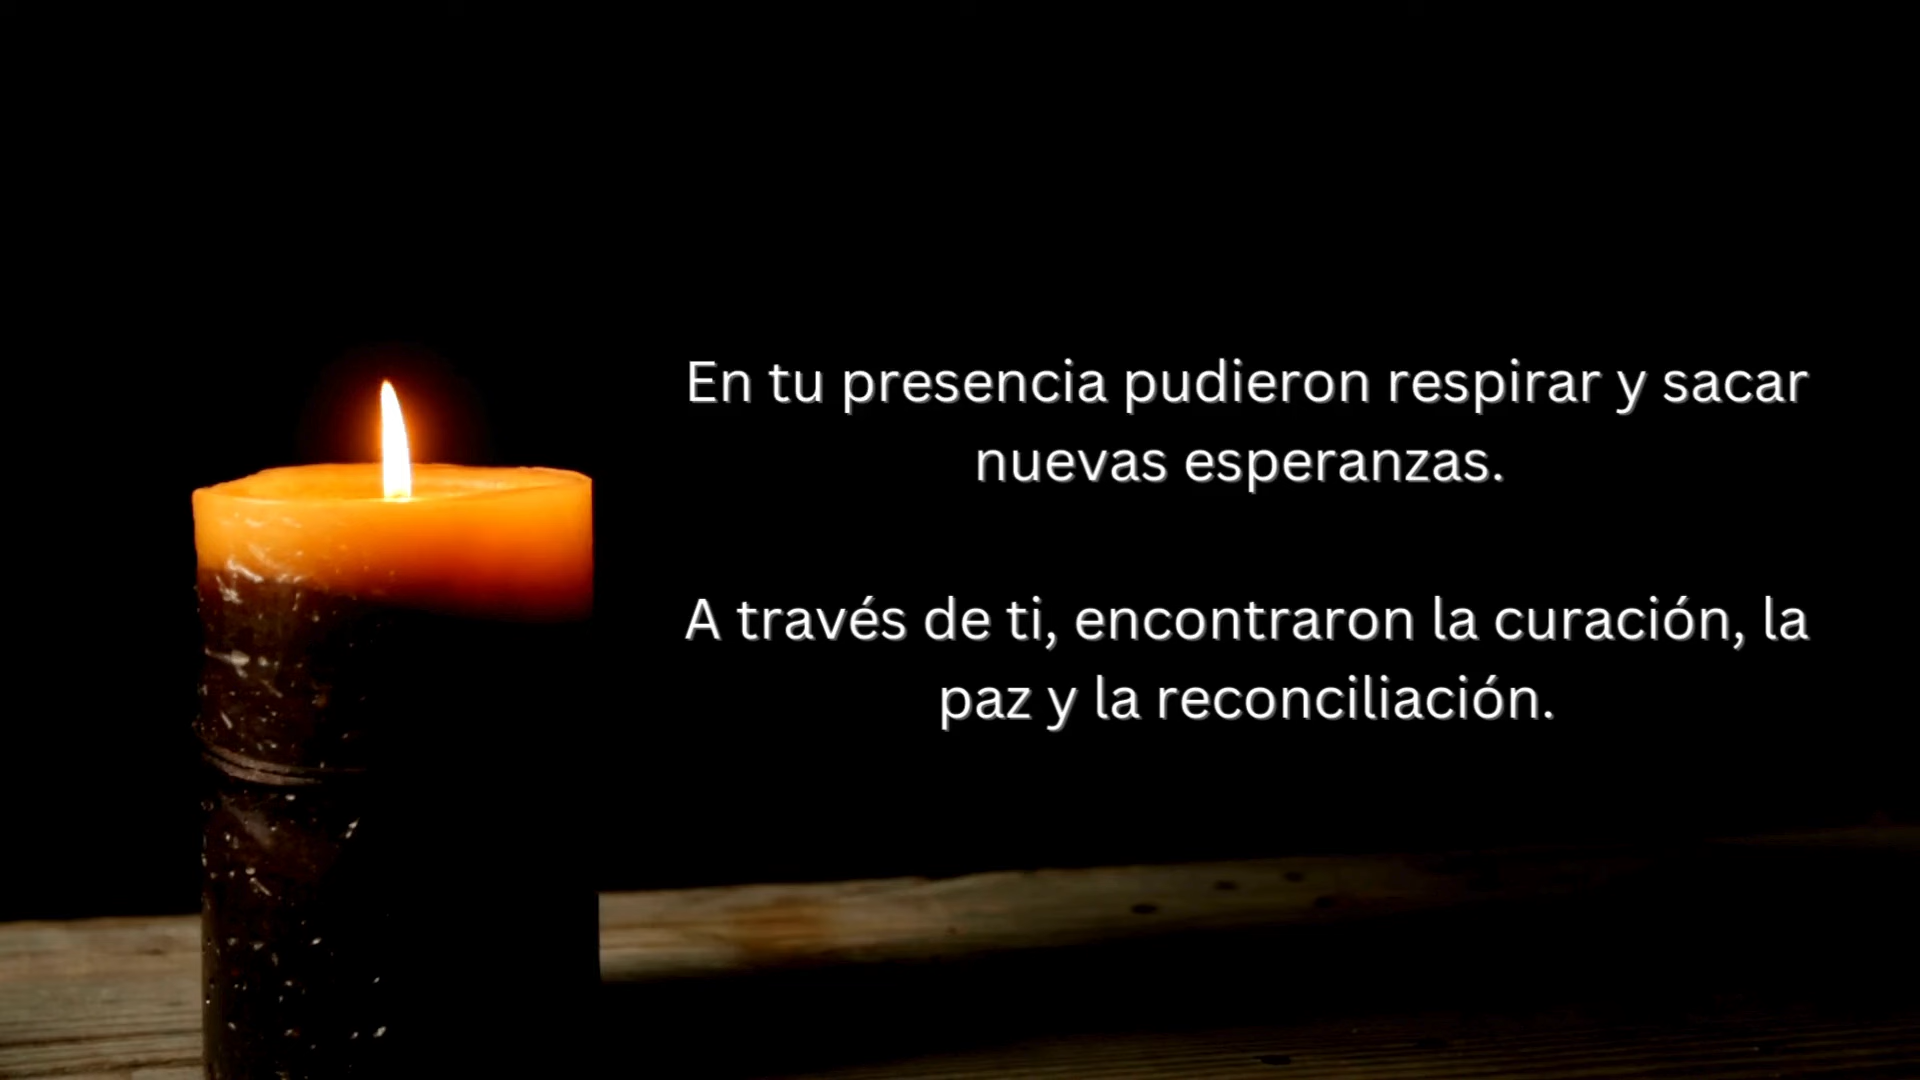 En tu presencia pudieron respirar y sacar
nuevas esperanzas.
A través de ti, encontraron la curación, la
paz y la reconciliación.